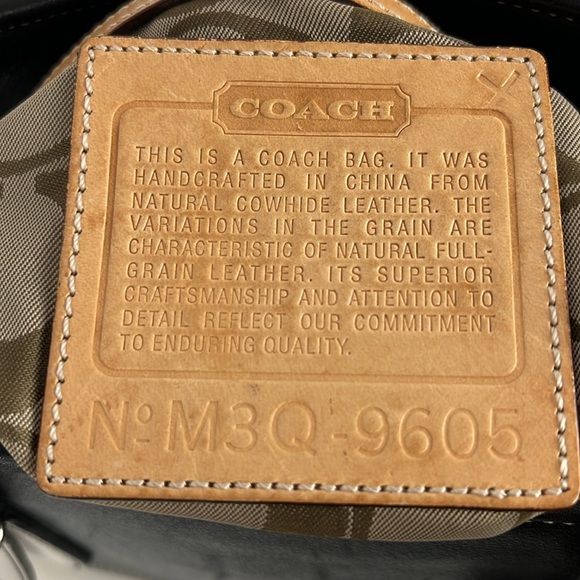 COACH
THIS IS A COACH BAG. IT WAS
HANDCRAFTED IN CHINA FROM
NATURAL COWHIDE LEATHER. THE
VARIATIONS IN THE GRAIN ARE
CHARACTERISTIC OF NATURAL FULL-
GRAIN LEATHER. ITS SUPERIOR
CRAFTSMANSHIP AND ATTENTION TO
DETAIL REFLECT OUR COMMITMENT
TO ENDURING QUALITY.
Nº M3Q-9605